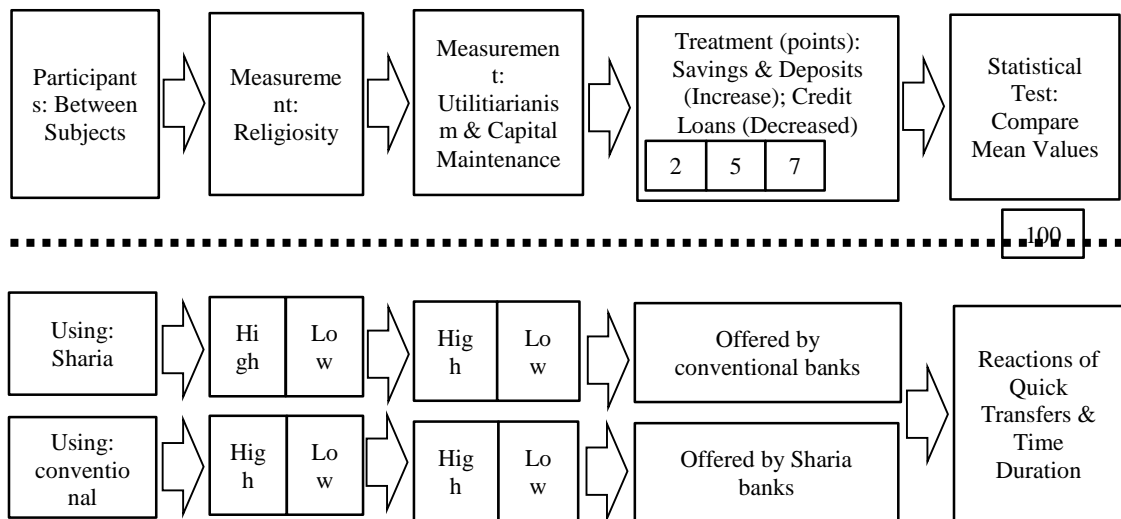 Participant
s: Between
Subjects
Measureme
nt:
Religiosity
Measuremen
t:
Utilitiarianis
m & Capital
Maintenance
Treatment (points):
Savings & Deposits
(Increase); Credit
Loans (Decreased)
2
5
7
Statistical
Test:
Compare
Mean Values
100
Using:
Sharia
Hi
gh
Lo
w
Hig
h
Lo
w
Offered by
conventional banks
Using:
conventio
nal
Hig
h
Lo
w
Hig
h
Lo
w
Offered by Sharia
banks
Reactions of
Quick
Transfers &
Time
Duration